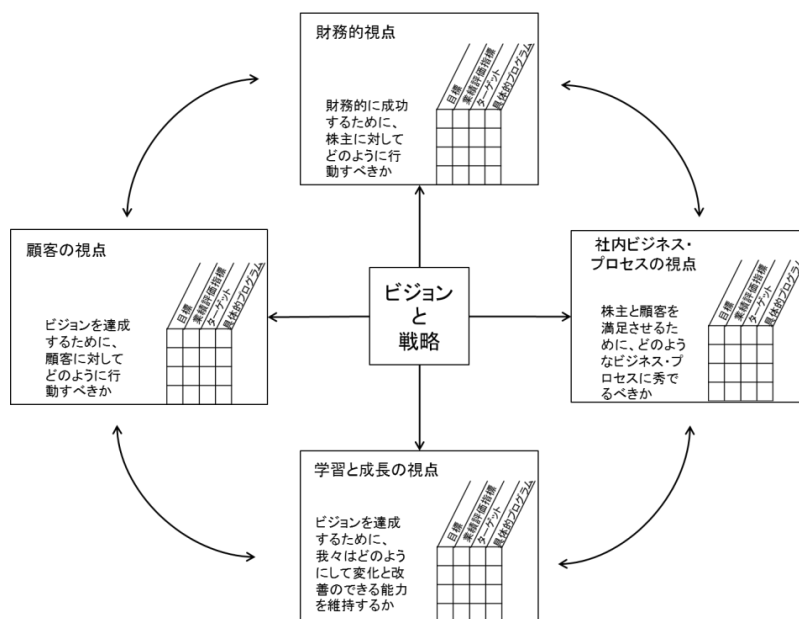 財務的視点
目標
業績評価指標
ターゲット
具体的プログラム
財務的に成功
するために、
株主に対して
どのように行
動すべきか
顧客の視点
目標
業績評価指標
ターゲット
具体的プログラム
ビジョンを達成
するために、
顧客に対して
どのように行
動すべきか
ビジョン
と
戦略
社内ビジネス・
プロセスの視点
目標
業績評価指標
ターゲット
具体的プログラム
株主と顧客を
満足させるた
めに、どのよう
なビジネス・プ
ロセスに秀で
るべきか
学習と成長の視点
目標
業績評価指標
ターゲット
具体的プログラム
ビジョンを達成
するために、
我々はどのよう
にして変化と改
善のできる能力
を維持するか